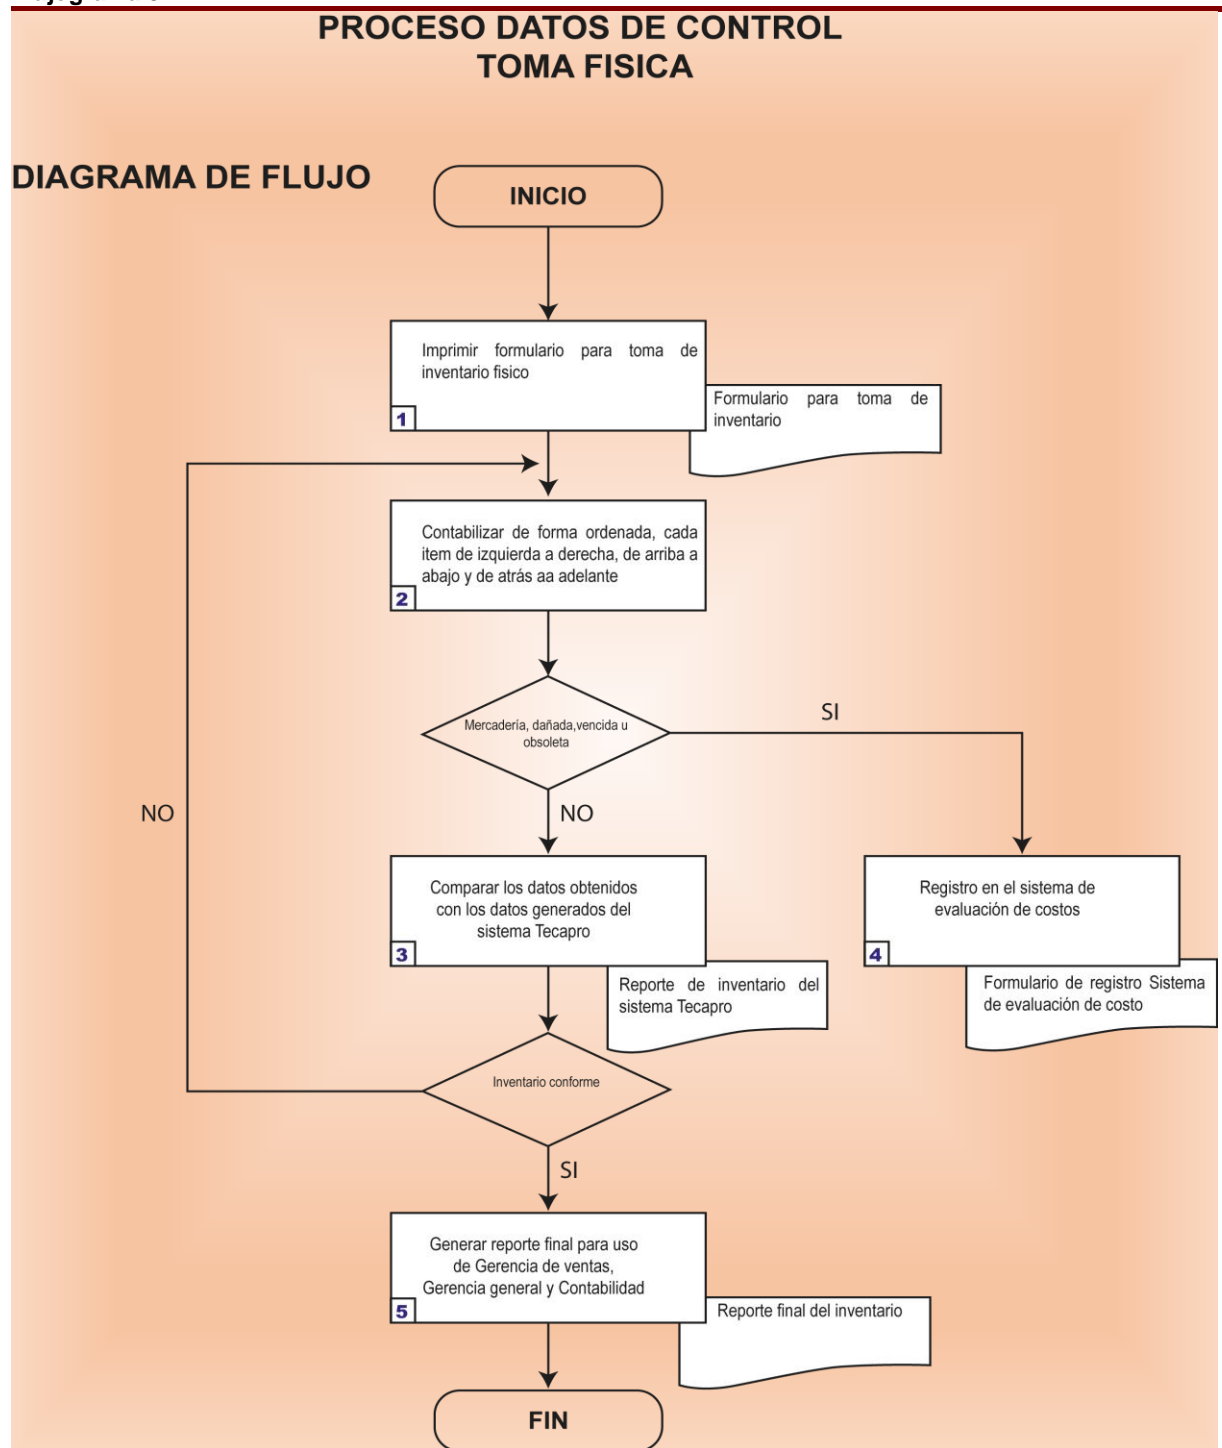 PROCESO DATOS DE CONTROL
TOMA FISICA
DIAGRAMA DE FLUJO
INICIO
Imprimir formulario para toma de
inventario fisico
1
Formulario para toma de
inventario
Contabilizar de forma ordenada, cada
item de izquierda a derecha, de arriba a
abajo y de atrás aa adelante
2
Mercadería, dañada,vencida u
obsoleta
SI
NO
NO
Comparar los datos obtenidos
con los datos generados del
sistema Tecapro
3
Reporte de inventario del
sistema Tecapro
Registro en el sistema de
evaluación de costos
4
Formulario de registro Sistema
de evaluación de costo
Inventario conforme
SI
Generar reporte final para uso
de Gerencia de ventas,
Gerencia general y Contabilidad
5
Reporte final del inventario
FIN